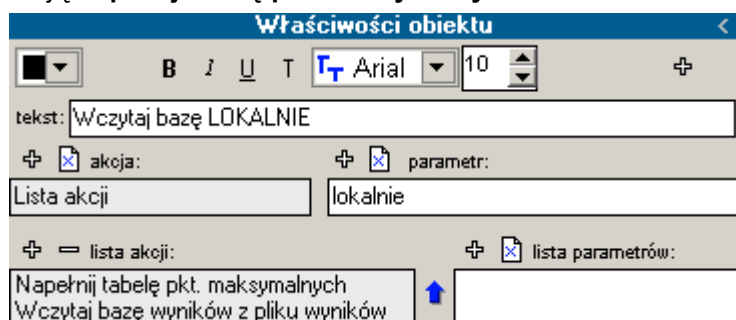 Właściwości obiektu <
B I U T Arial 10
tekst: Wczytaj bazę LOKALNIE
akcja: parametr:
Lista akcji lokalnie
lista akcji: lista parametrów:
Napełnij tabelę pkt. maksymalnych
Wczytaj bazę wyników z pliku wyników